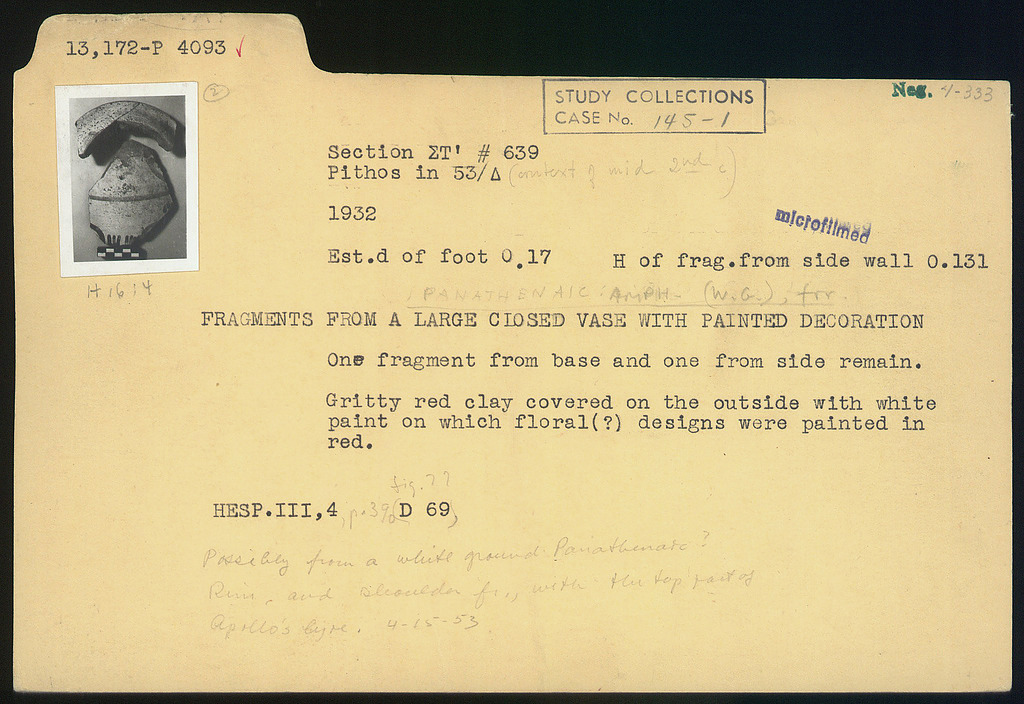 13,172-P 4093 ✓
2
STUDY COLLECTIONS
CASE No. 145-1
Neg. 4-333
Section ΣΤ' # 639
Pithos in 53/Δ (context of mid 2nd c)
1932
microfilmed
Est.d of foot 0.17 H of frag.from side wall 0.131
H 1614
PANATHENAIC AMPH- (W.G.), frr.
FRAGMENTS FROM A LARGE CLOSED VASE WITH PAINTED DECORATION
One fragment from base and one from side remain.
Gritty red clay covered on the outside with white
paint on which floral(?) designs were painted in
red.
fig. 77
HESP.III,4, (D 69)
Possibly from a white ground Panathenaic?
Rim, and shoulder fr., with the top part of
Apollo's lyre. 4-15-53